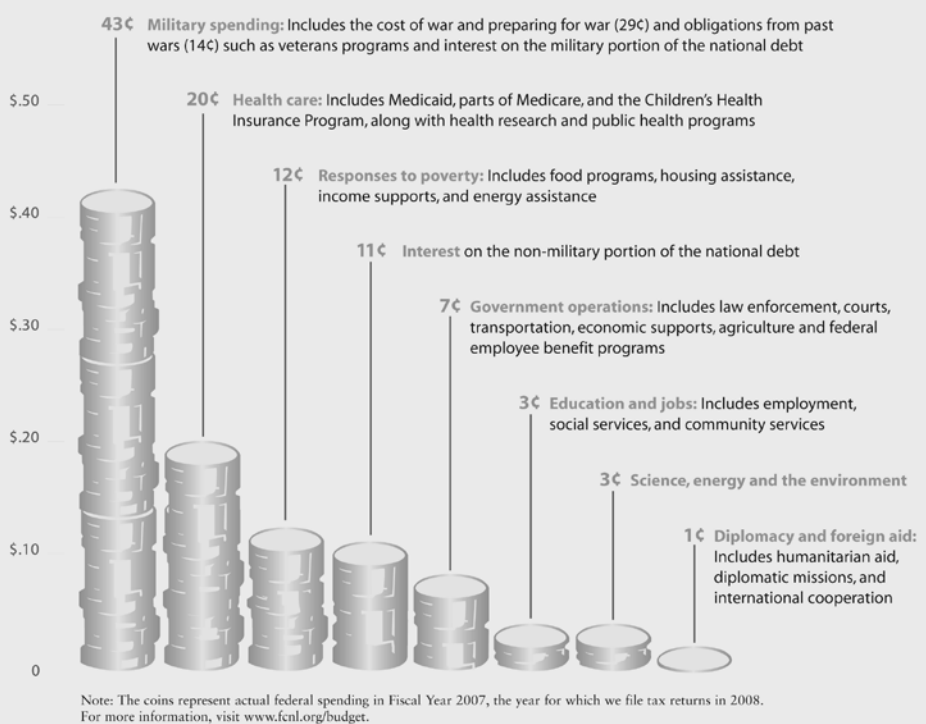 43¢ Military spending: Includes the cost of war and preparing for war (29¢) and obligations from past
wars (14¢) such as veterans programs and interest on the military portion of the national debt
$.50
20¢ Health care: Includes Medicaid, parts of Medicare, and the Children's Health
Insurance Program, along with health research and public health programs
12¢ Responses to poverty: Includes food programs, housing assistance,
income supports, and energy assistance
$.40
11¢ Interest on the non-military portion of the national debt
7¢ Government operations: Includes law enforcement, courts,
transportation, economic supports, agriculture and federal
employee benefit programs
$.30
3¢ Education and jobs: Includes employment,
social services, and community services
$.20
3¢ Science, energy and the environment
1¢ Diplomacy and foreign aid:
Includes humanitarian aid,
diplomatic missions, and
international cooperation
$.10
0
Note: The coins represent actual federal spending in Fiscal Year 2007, the year for which we file tax returns in 2008.
For more information, visit www.fcnl.org/budget.